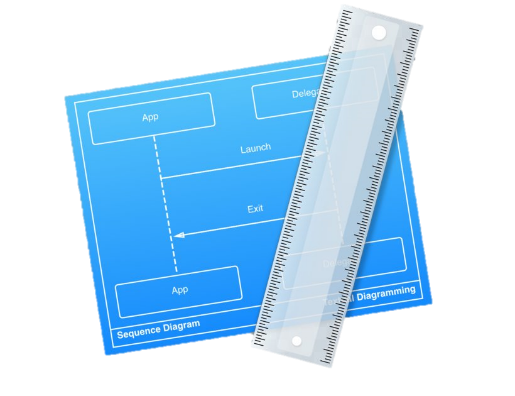 App
Launch
Exit
App
Sequence Diagram
Diagramming